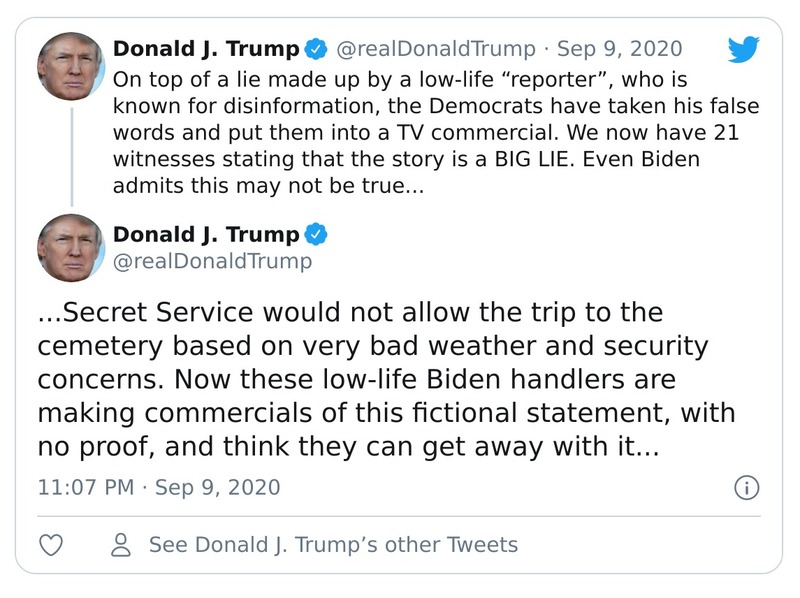 Donald J. Trump @realDonaldTrump · Sep 9, 2020
On top of a lie made up by a low-life “reporter”, who is
known for disinformation, the Democrats have taken his false
words and put them into a TV commercial. We now have 21
witnesses stating that the story is a BIG LIE. Even Biden
admits this may not be true…
Donald J. Trump
@realDonaldTrump
...Secret Service would not allow the trip to the
cemetery based on very bad weather and security
concerns. Now these low-life Biden handlers are
making commercials of this fictional statement, with
no proof, and think they can get away with it...
11:07 PM · Sep 9, 2020
See Donald J. Trump’s other Tweets